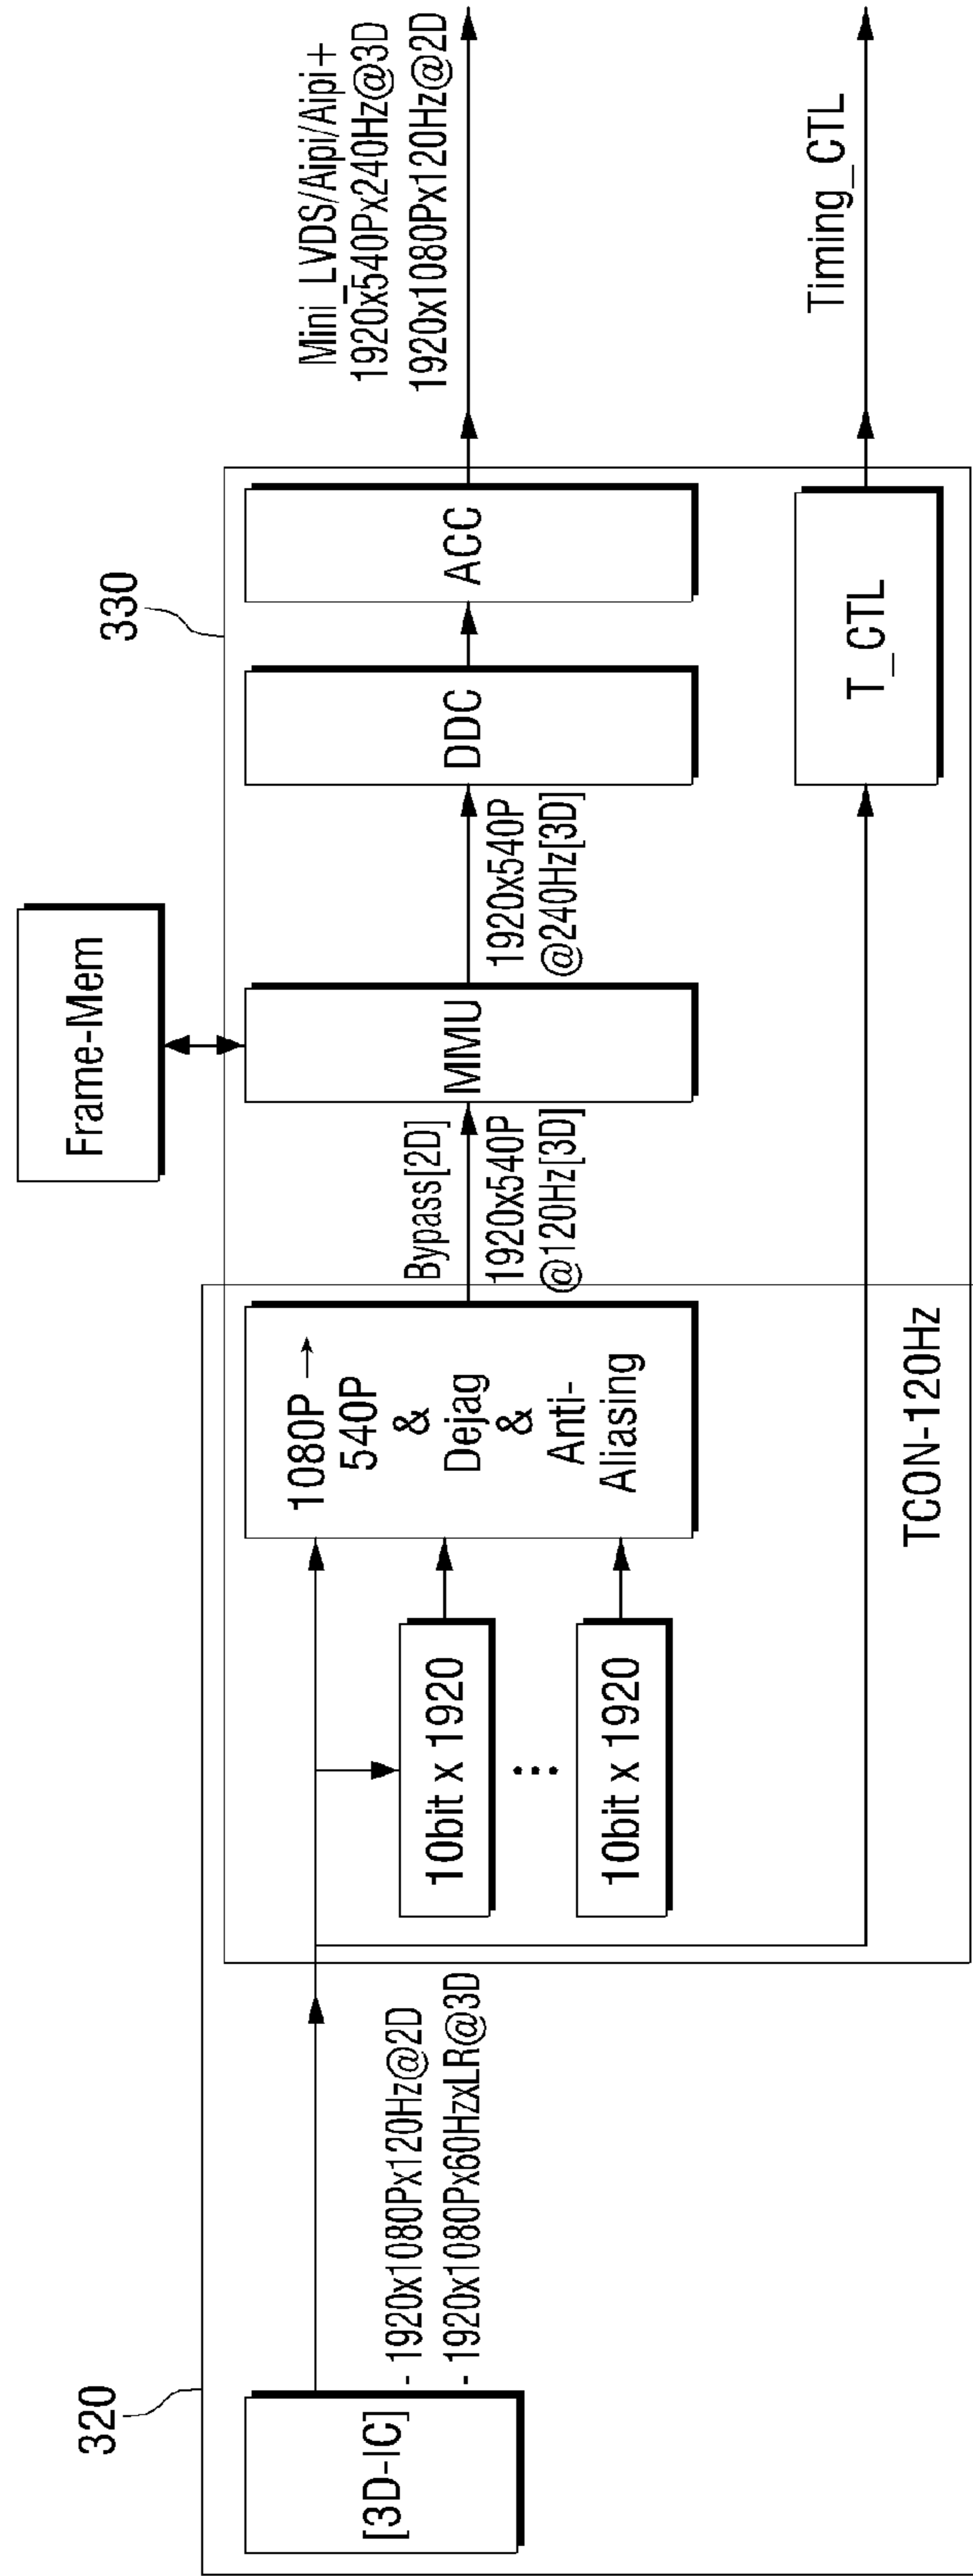 320
[3D-IC]
- 1920x1080Px120Hz@2D
- 1920x1080Px60HzxLR@3D
10bit x 1920
10bit x 1920
1080P→
540P
&
Dejag
&
Anti-
Aliasing
TCON-120Hz
Bypass[2D]
1920x540P
@120Hz[3D]
Frame-Mem
MMU
1920x540P
@240Hz[3D]
330
DDC
ACC
T_CTL
Mini_LVDS/Aipi/Aipi+
1920x540Px240Hz@3D
1920x1080Px120Hz@2D
Timing_CTL